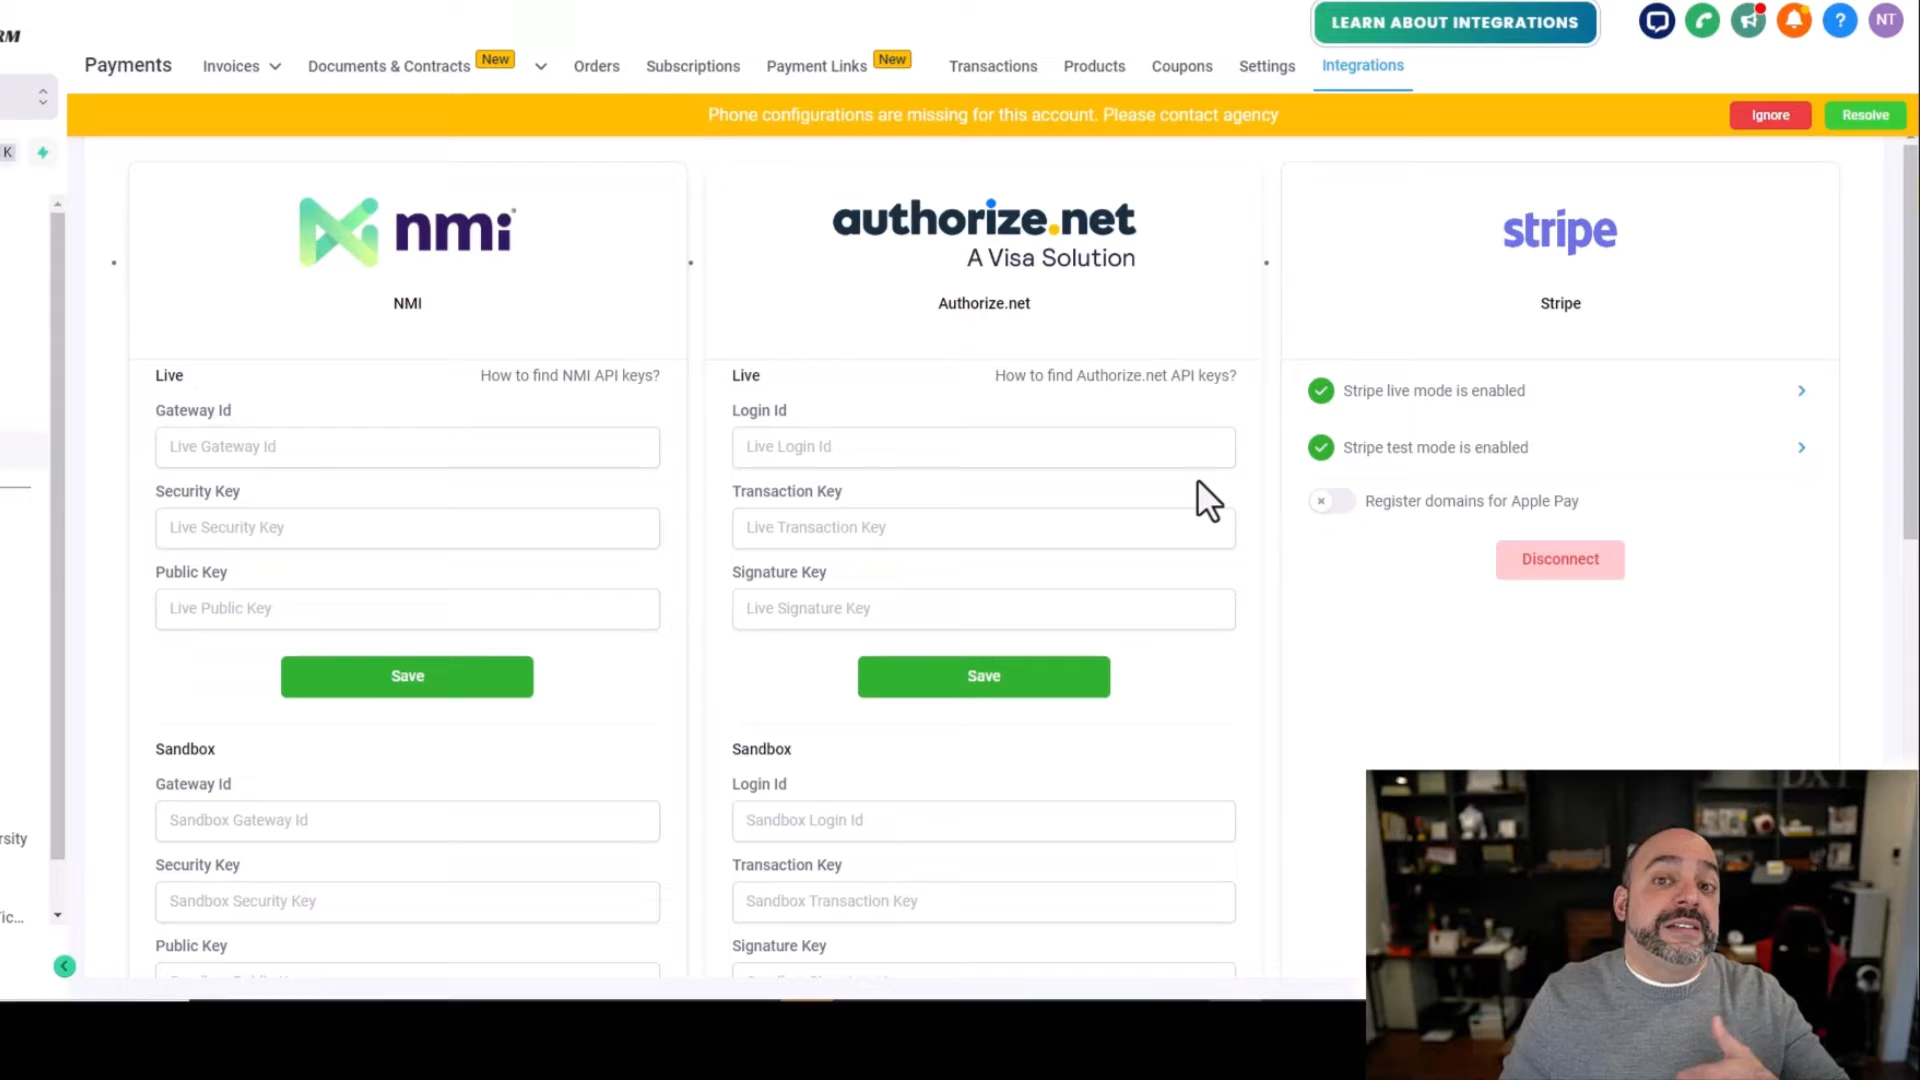 RM
LEARN ABOUT INTEGRATIONS
?
NT
Payments
Invoices
Documents & Contracts
New
Orders
Subscriptions
Payment Links
New
Transactions
Products
Coupons
Settings
Integrations
Phone configurations are missing for this account. Please contact agency
Ignore
Resolve
K
nmi
authorize.net
A Visa Solution
stripe
NMI
Authorize.net
Stripe
Live
How to find NMI API keys?
Gateway Id
Live Gateway Id
Security Key
Live Security Key
Public Key
Live Public Key
Save
Sandbox
Gateway Id
Sandbox Gateway Id
Security Key
Sandbox Security Key
Public Key
Live
How to find Authorize.net API keys?
Login Id
Live Login Id
Transaction Key
Live Transaction Key
Signature Key
Live Signature Key
Save
Sandbox
Login Id
Sandbox Login Id
Transaction Key
Sandbox Transaction Key
Signature Key
Stripe live mode is enabled
Stripe test mode is enabled
Register domains for Apple Pay
Disconnect
rsity
ic...